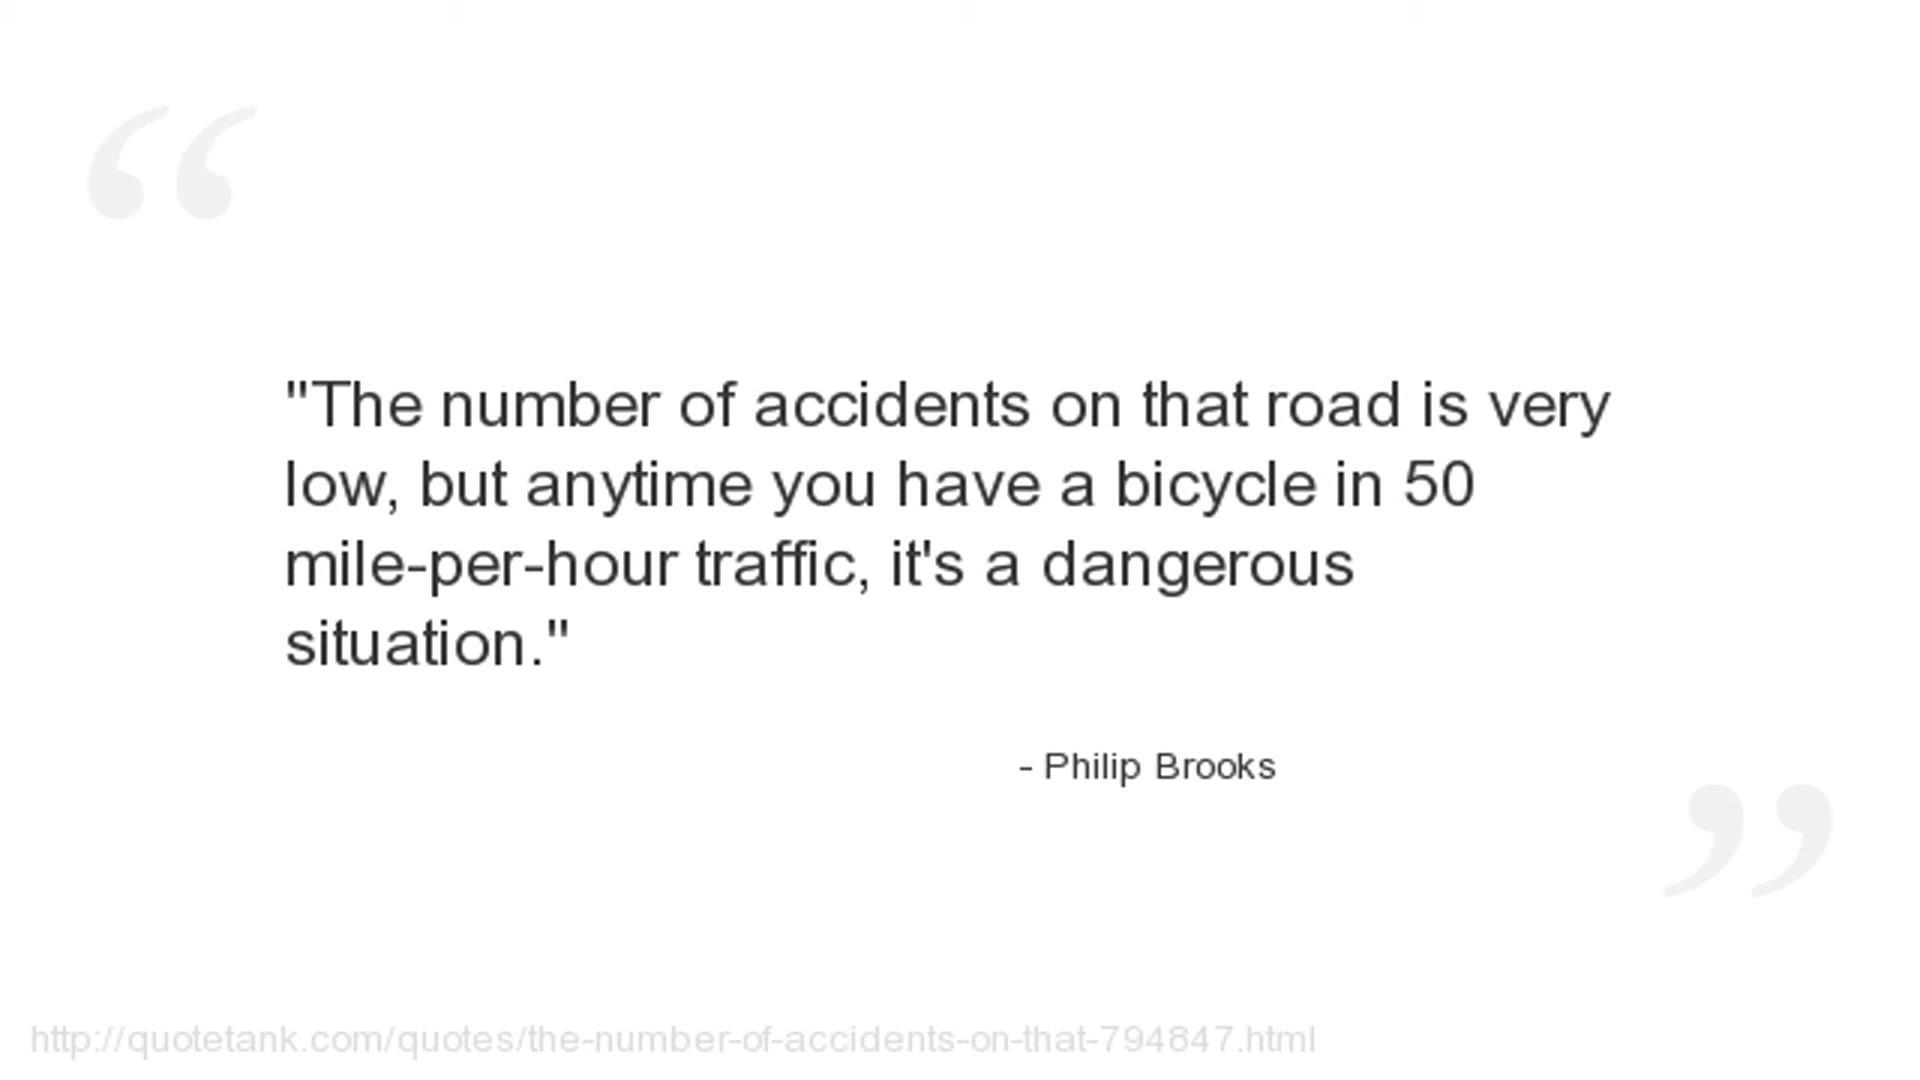 "The number of accidents on that road is very
low, but anytime you have a bicycle in 50
mile-per-hour traffic, it's a dangerous
situation."
- Philip Brooks
http://quotetank.com/quotes/the-number-of-accidents-on-that-794847.html